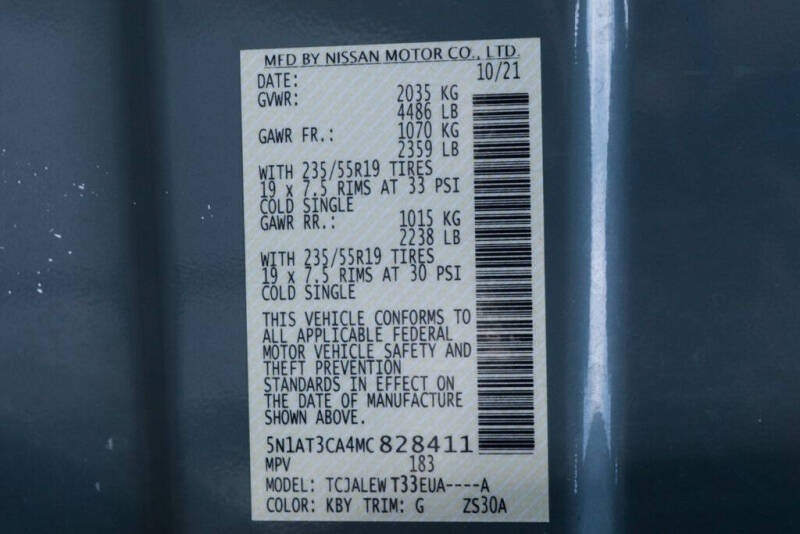 MFD BY NISSAN MOTOR CO., LTD.
DATE: 10/21
GVWR: 2035 KG
4486 LB
GAWR FR.: 1070 KG
2359 LB
WITH 235/55R19 TIRES
19 x 7.5 RIMS AT 33 PSI
COLD SINGLE
GAWR RR.: 1015 KG
2238 LB
WITH 235/55R19 TIRES
19 x 7.5 RIMS AT 30 PSI
COLD SINGLE
THIS VEHICLE CONFORMS TO
ALL APPLICABLE FEDERAL
MOTOR VEHICLE SAFETY AND
THEFT PREVENTION
STANDARDS IN EFFECT ON
THE DATE OF MANUFACTURE
SHOWN ABOVE.
5N1AT3CA4MC 828411
MPV 183
MODEL: TCJALEW T33EUA----A
COLOR: KBY TRIM: G ZS30A